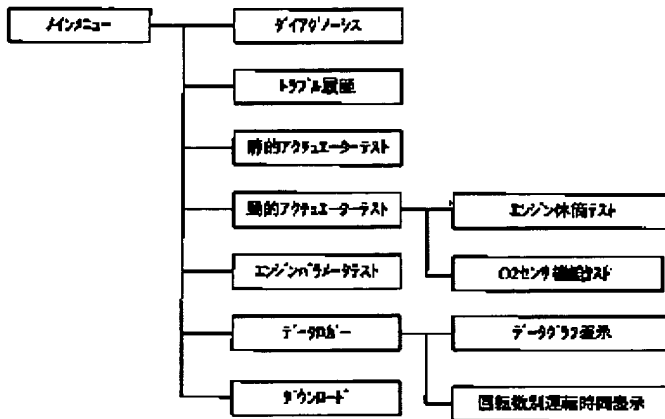 メインメニュー
ダイアグノーシス
トラブル履歴
静的アクチュエーターテスト
動的アクチュエーターテスト
エンジン休筒テスト
エンジンパラメータテスト
O2センサ機能テスト
データロガー
データグラフ表示
ダウンロード
回転数別運転時間表示